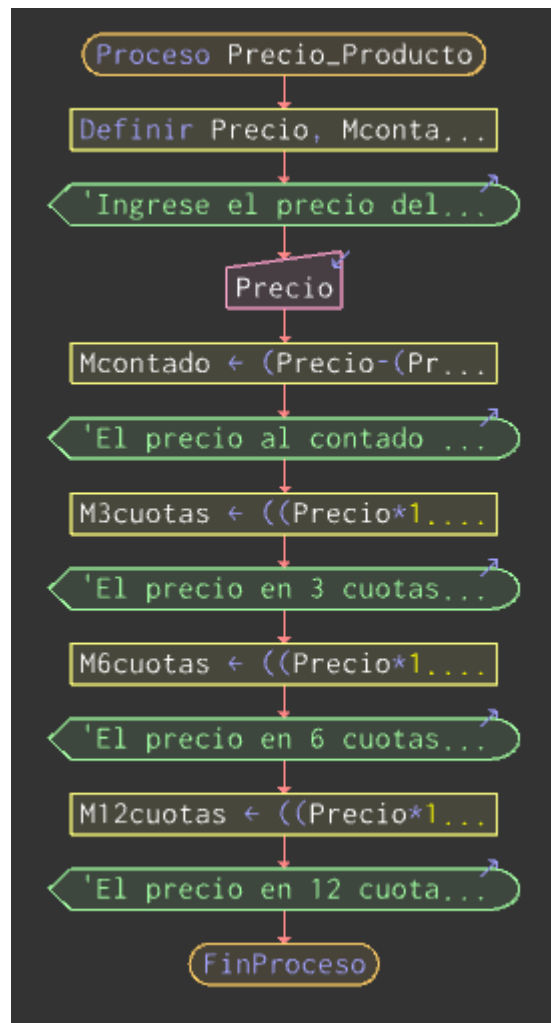 Proceso Precio_Producto
Definir Precio, Mconta...
'Ingrese el precio del...
Precio
Mcontado ← (Precio-(Pr...
'El precio al contado ...
M3cuotas ← ((Precio*1....
'El precio en 3 cuotas...
M6cuotas ← ((Precio*1....
'El precio en 6 cuotas...
M12cuotas ← ((Precio*1...
'El precio en 12 cuota...
FinProceso